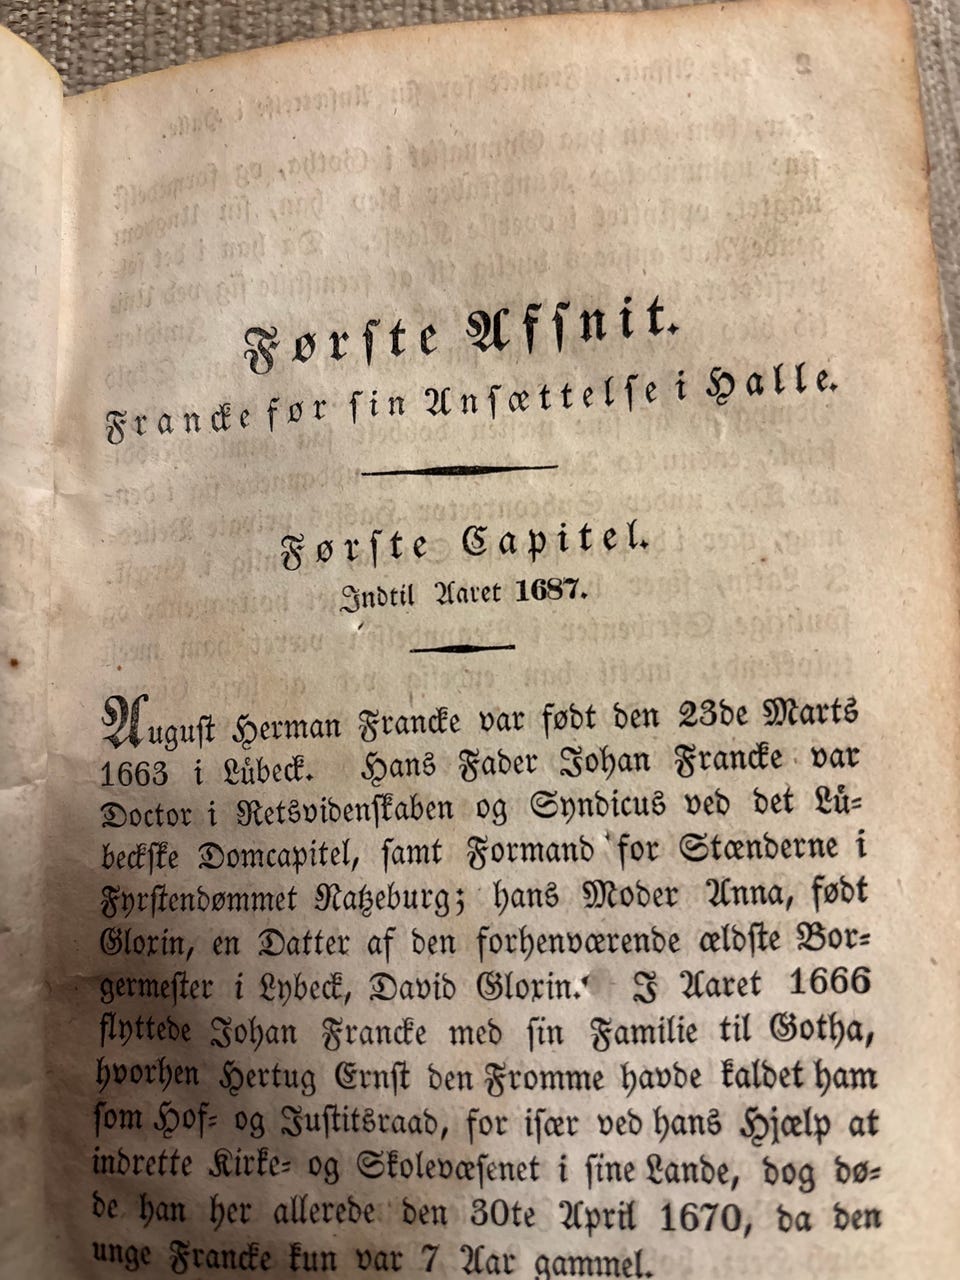 Første Afsnit.
Francke før sin Ansættelse i Halle.
Første Capitel.
Indtil Aaret 1687.
August Herman Francke var født den 23de Marts
1663 i Lübeck. Hans Fader Johan Francke var
Doctor i Retsvidenskaben og Syndicus ved det Lü-
beckske Domcapitel, samt Formand for Stænderne i
Fyrstendømmet Ratzeburg; hans Moder Anna, født
Gloxin, en Datter af den forhenværende ældste Bor-
germester i Lybeck, David Gloxin. I Aaret 1666
flyttede Johan Francke med sin Familie til Gotha,
hvorhen Hertug Ernst den Fromme havde kaldet ham
som Hof- og Justitsraad, for især ved hans Hjælp at
indrette Kirke- og Skolevæsenet i sine Lande, dog dø-
de han her allerede den 30te April 1670, da den
unge Francke kun var 7 Aar gammel.